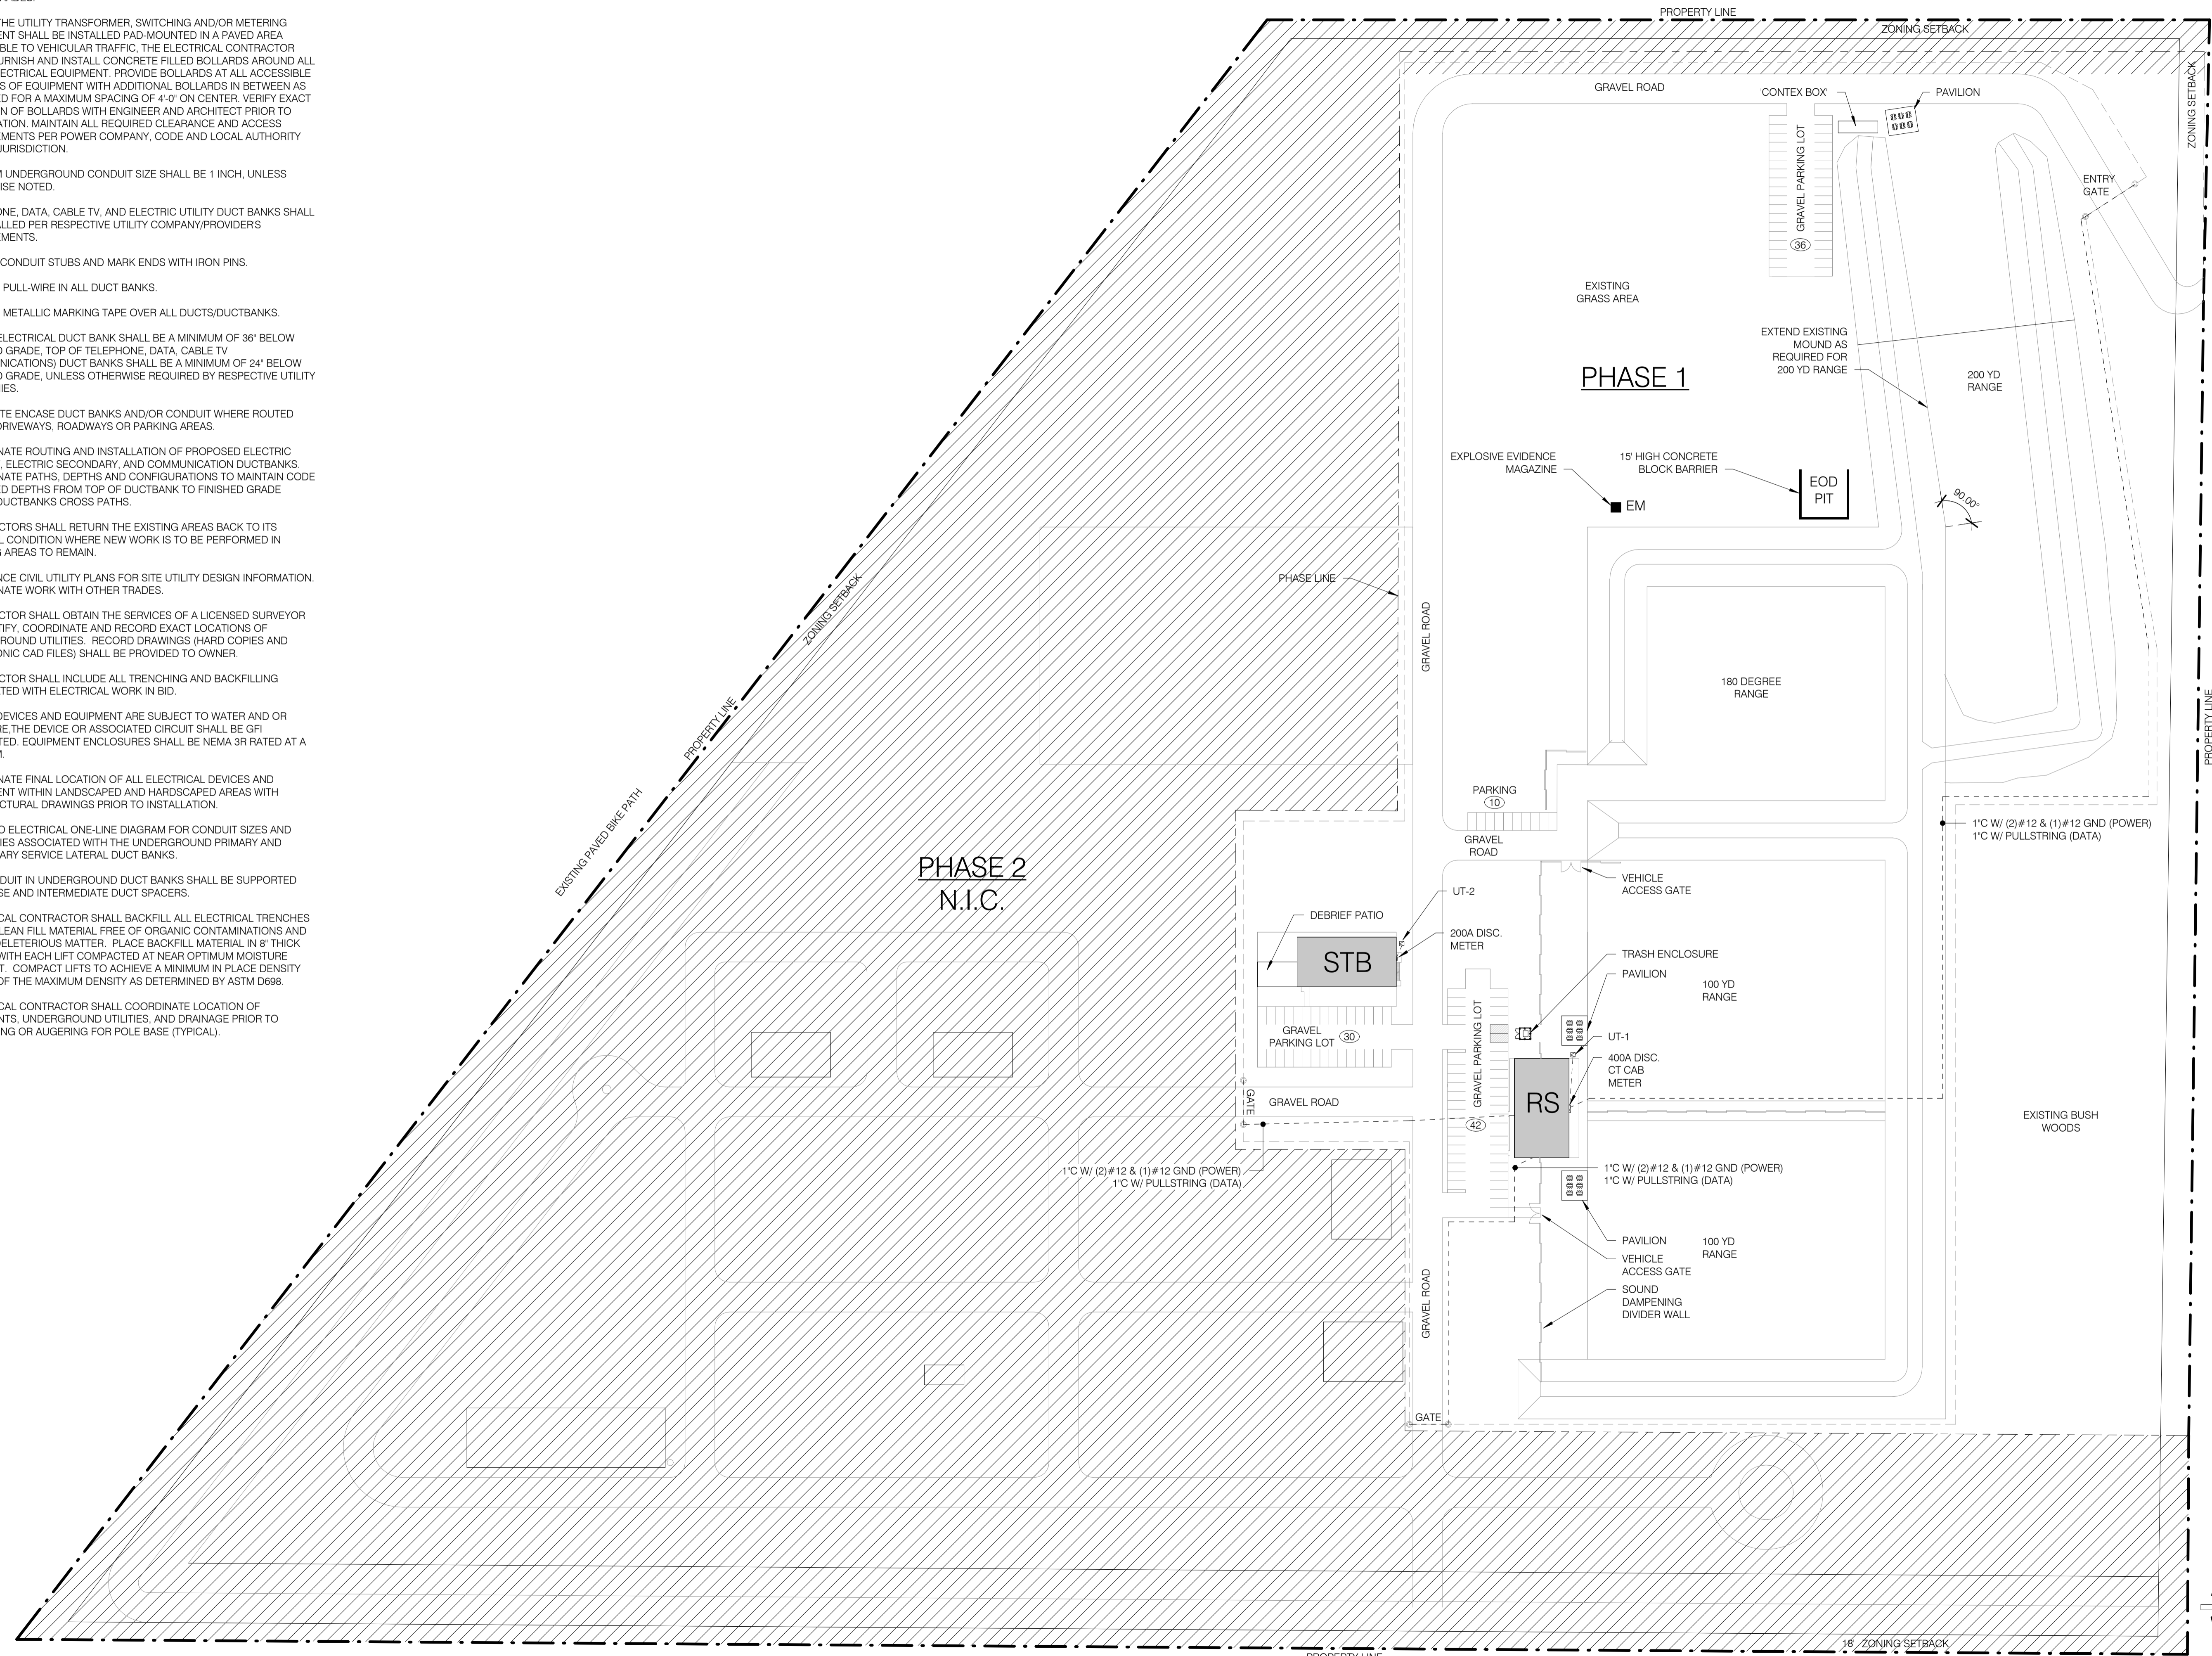 THE UTILITY TRANSFORMER, SWITCHING AND/OR METERING
ENT SHALL BE INSTALLED PAD-MOUNTED IN A PAVED AREA
BLE TO VEHICULAR TRAFFIC, THE ELECTRICAL CONTRACTOR
URNISH AND INSTALL CONCRETE FILLED BOLLARDS AROUND ALL
ECTRICAL EQUIPMENT. PROVIDE BOLLARDS AT ALL ACCESSIBLE
S OF EQUIPMENT WITH ADDITIONAL BOLLARDS IN BETWEEN AS
ED FOR A MAXIMUM SPACING OF 4'-0" ON CENTER. VERIFY EXACT
N OF BOLLARDS WITH ENGINEER AND ARCHITECT PRIOR TO
ATION. MAINTAIN ALL REQUIRED CLEARANCE AND ACCESS
EMENTS PER POWER COMPANY, CODE AND LOCAL AUTHORITY
JURISDICTION.
M UNDERGROUND CONDUIT SIZE SHALL BE 1 INCH, UNLESS
ISE NOTED.
ONE, DATA, CABLE TV, AND ELECTRIC UTILITY DUCT BANKS SHALL
ALLED PER RESPECTIVE UTILITY COMPANY/PROVIDER'S
EMENTS.
CONDUIT STUBS AND MARK ENDS WITH IRON PINS.
PULL-WIRE IN ALL DUCT BANKS.
METALLIC MARKING TAPE OVER ALL DUCTS/DUCTBANKS.
ELECTRICAL DUCT BANK SHALL BE A MINIMUM OF 36" BELOW
D GRADE, TOP OF TELEPHONE, DATA, CABLE TV
UNICATIONS) DUCT BANKS SHALL BE A MINIMUM OF 24" BELOW
D GRADE, UNLESS OTHERWISE REQUIRED BY RESPECTIVE UTILITY
NIES.
TE ENCASE DUCT BANKS AND/OR CONDUIT WHERE ROUTED
DRIVEWAYS, ROADWAYS OR PARKING AREAS.
NATE ROUTING AND INSTALLATION OF PROPOSED ELECTRIC
, ELECTRIC SECONDARY, AND COMMUNICATION DUCTBANKS.
NATE PATHS, DEPTHS AND CONFIGURATIONS TO MAINTAIN CODE
ED DEPTHS FROM TOP OF DUCTBANK TO FINISHED GRADE
DUCTBANKS CROSS PATHS.
CTORS SHALL RETURN THE EXISTING AREAS BACK TO ITS
L CONDITION WHERE NEW WORK IS TO BE PERFORMED IN
G AREAS TO REMAIN.
NCE CIVIL UTILITY PLANS FOR SITE UTILITY DESIGN INFORMATION.
NATE WORK WITH OTHER TRADES.
CTOR SHALL OBTAIN THE SERVICES OF A LICENSED SURVEYOR
TIFY, COORDINATE AND RECORD EXACT LOCATIONS OF
ROUND UTILITIES. RECORD DRAWINGS (HARD COPIES AND
ONIC CAD FILES) SHALL BE PROVIDED TO OWNER.
CTOR SHALL INCLUDE ALL TRENCHING AND BACKFILLING
ATED WITH ELECTRICAL WORK IN BID.
DEVICES AND EQUIPMENT ARE SUBJECT TO WATER AND OR
RE,THE DEVICE OR ASSOCIATED CIRCUIT SHALL BE GFI
TED. EQUIPMENT ENCLOSURES SHALL BE NEMA 3R RATED AT A
M.
NATE FINAL LOCATION OF ALL ELECTRICAL DEVICES AND
ENT WITHIN LANDSCAPED AND HARDSCAPED AREAS WITH
CTURAL DRAWINGS PRIOR TO INSTALLATION.
O ELECTRICAL ONE-LINE DIAGRAM FOR CONDUIT SIZES AND
IES ASSOCIATED WITH THE UNDERGROUND PRIMARY AND
ARY SERVICE LATERAL DUCT BANKS.
DUIT IN UNDERGROUND DUCT BANKS SHALL BE SUPPORTED
SE AND INTERMEDIATE DUCT SPACERS.
CAL CONTRACTOR SHALL BACKFILL ALL ELECTRICAL TRENCHES
LEAN FILL MATERIAL FREE OF ORGANIC CONTAMINATIONS AND
DELETERIOUS MATTER. PLACE BACKFILL MATERIAL IN 8" THICK
WITH EACH LIFT COMPACTED AT NEAR OPTIMUM MOISTURE
T. COMPACT LIFTS TO ACHIEVE A MINIMUM IN PLACE DENSITY
OF THE MAXIMUM DENSITY AS DETERMINED BY ASTM D698.
CAL CONTRACTOR SHALL COORDINATE LOCATION OF
NTS, UNDERGROUND UTILITIES, AND DRAINAGE PRIOR TO
NG OR AUGERING FOR POLE BASE (TYPICAL).
PROPERTY LINE
ZONING SETBACK
ZONING SETBACK
GRAVEL ROAD
'CONTEX BOX'
PAVILION
GRAVEL PARKING LOT
36
ENTRY
GATE
EXISTING
GRASS AREA
EXTEND EXISTING
MOUND AS
REQUIRED FOR
200 YD RANGE
200 YD
RANGE
PHASE 1
EXPLOSIVE EVIDENCE
MAGAZINE
EM
15' HIGH CONCRETE
BLOCK BARRIER
EOD
PIT
90.00°
PHASE LINE
GRAVEL ROAD
ZONING SETBACK
PROPERTY LINE
EXISTING PAVED BIKE PATH
180 DEGREE
RANGE
PROPERTY LINE
PARKING
10
GRAVEL
ROAD
1"C W/ (2)#12 & (1)#12 GND (POWER)
1"C W/ PULLSTRING (DATA)
PHASE 2
N.I.C.
VEHICLE
ACCESS GATE
UT-2
DEBRIEF PATIO
200A DISC.
METER
STB
TRASH ENCLOSURE
PAVILION
100 YD
RANGE
GRAVEL
PARKING LOT
30
GRAVEL PARKING LOT
42
UT-1
400A DISC.
CT CAB
METER
RS
GATE
GRAVEL ROAD
EXISTING BUSH
WOODS
1"C W/ (2)#12 & (1)#12 GND (POWER)
1"C W/ PULLSTRING (DATA)
1"C W/ (2)#12 & (1)#12 GND (POWER)
1"C W/ PULLSTRING (DATA)
PAVILION
100 YD
RANGE
VEHICLE
ACCESS GATE
SOUND
DAMPENING
DIVIDER WALL
GRAVEL ROAD
GATE
18' ZONING SETBACK
PROPERTY LINE